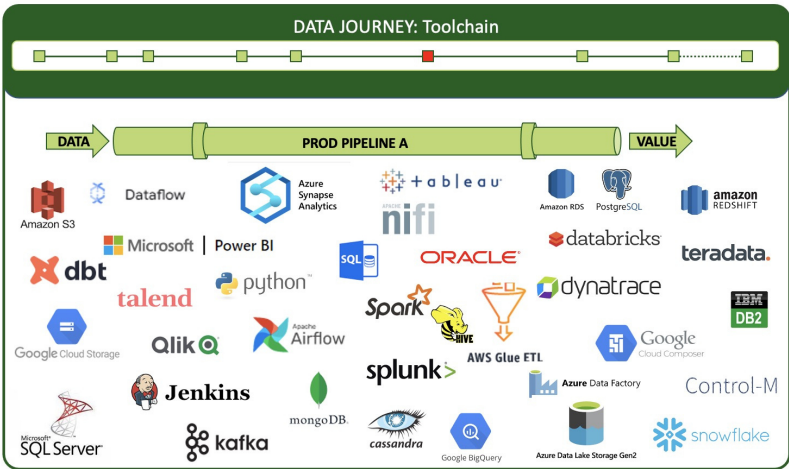 DATA JOURNEY: Toolchain
DATA
PROD PIPELINE A
VALUE
Amazon S3
Dataflow
Azure
Synapse
Analytics
+ a b l e a u
APACHE
nifi
Amazon RDS
PostgreSQL
amazon
REDSHIFT
Microsoft | Power BI
SQL
ORACLE
databricks
teradata.
dbt
talend
python™
Spark
HIVE
AWS Glue ETL
dynatrace
IBM
DB2
Google Cloud Storage
Qlik
Apache
Airflow
splunk>
Google
Cloud Composer
Jenkins
mongoDB.
Azure Data Factory
Control-M
Microsoft®
SQL Server®
kafka
cassandra
Google BigQuery
Azure Data Lake Storage Gen2
snowflake